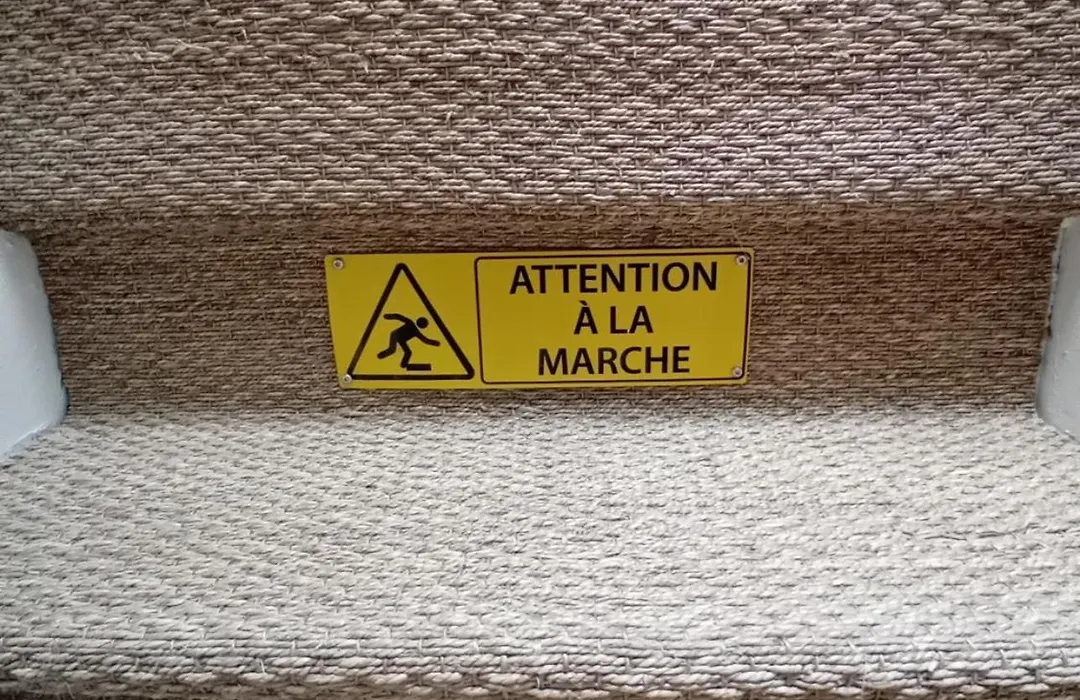 ATTENTION
À LA
MARCHE